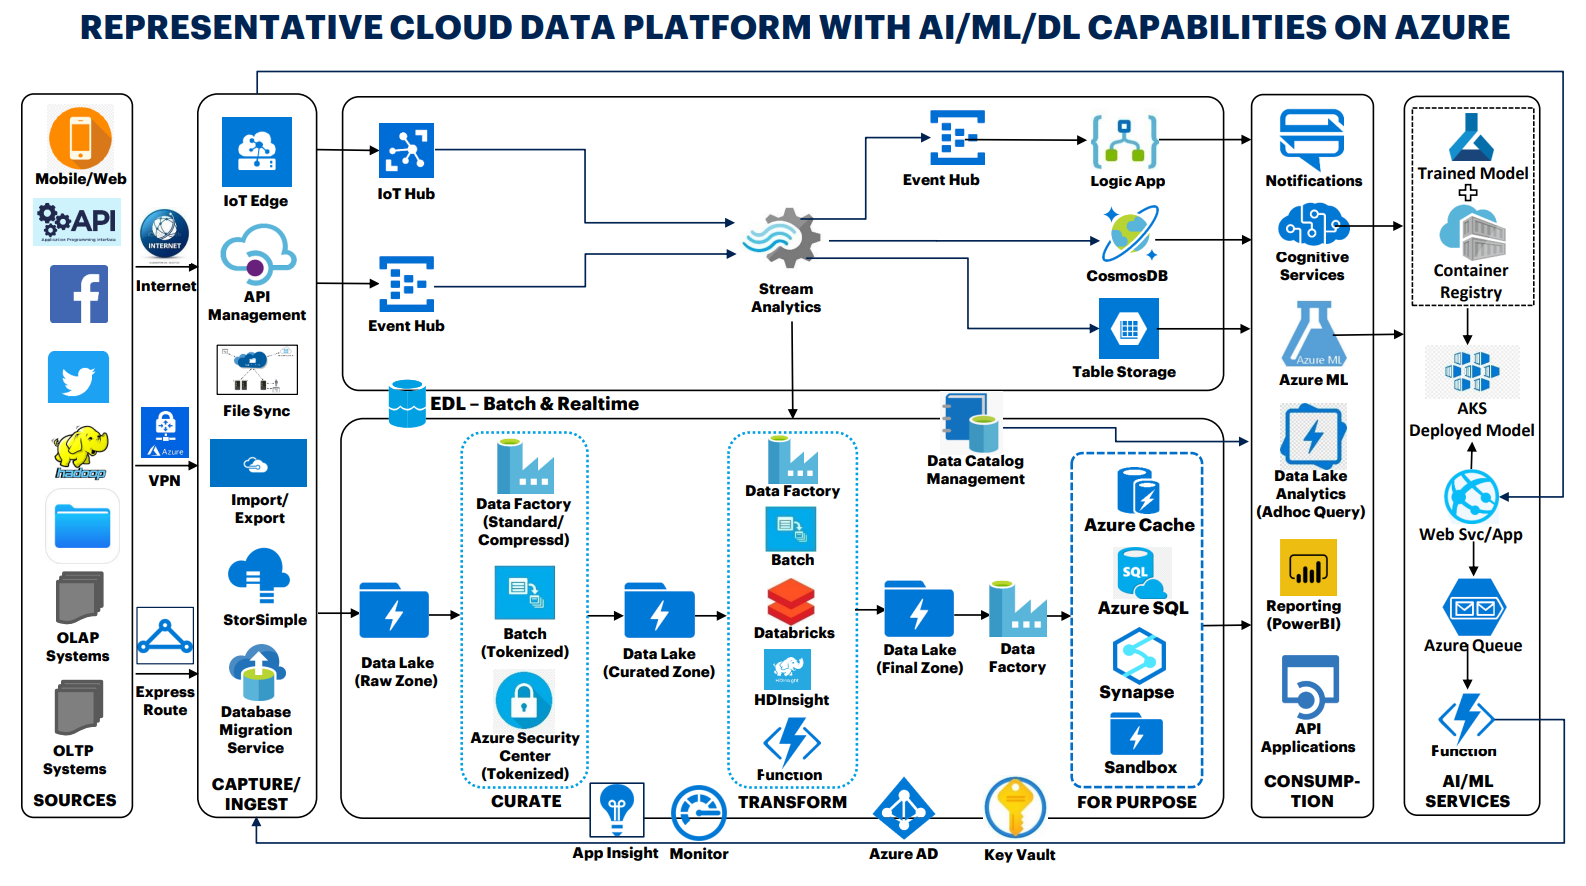 REPRESENTATIVE CLOUD DATA PLATFORM WITH AI/ML/DL CAPABILITIES ON AZURE
Mobile/Web
API
Application Programming Interface
hadoop
OLAP
Systems
OLTP
Systems
SOURCES
INTERNET
Internet
Azure
VPN
Express
Route
IoT Edge
API
Management
File Sync
Import/
Export
StorSimple
Database
Migration
Service
CAPTURE/
INGEST
IoT Hub
Event Hub
Stream
Analytics
Event Hub
Logic App
CosmosDB
Table Storage
EDL – Batch & Realtime
Data Lake
(Raw Zone)
Data Factory
(Standard/
Compressd)
Batch
(Tokenized)
Azure Security
Center
(Tokenized)
CURATE
Data Lake
(Curated Zone)
Data Factory
Batch
Databricks
HDInsight
HDInsight
Function
TRANSFORM
Data Catalog
Management
Data Lake
(Final Zone)
Data
Factory
Azure Cache
SQL
Azure SQL
Synapse
Sandbox
FOR PURPOSE
App Insight
Monitor
Azure AD
Key Vault
Notifications
Cognitive
Services
Azure ML
Azure ML
Data Lake
Analytics
(Adhoc Query)
Reporting
(PowerBI)
API
Applications
CONSUMP-
TION
Trained Model
Container
Registry
AKS
Deployed Model
Web Svc/App
Azure Queue
Function
AI/ML
SERVICES